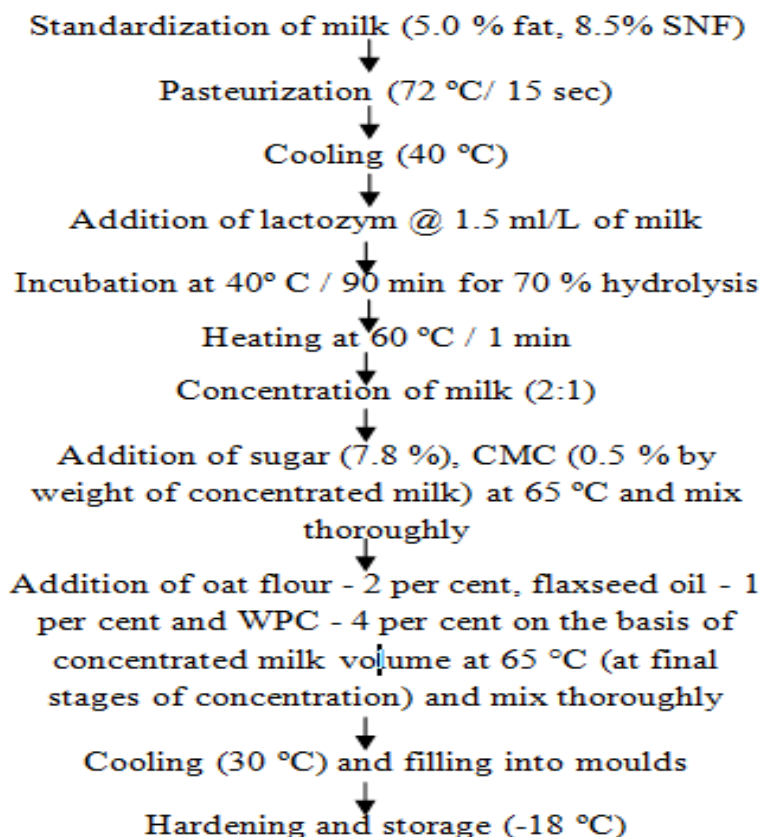 Standardization of milk (5.0 % fat, 8.5% SNF)
Pasteurization (72 ºC/ 15 sec)
Cooling (40 ºC)
Addition of lactozym @ 1.5 ml/L of milk
Incubation at 40º C / 90 min for 70 % hydrolysis
Heating at 60 ºC / 1 min
Concentration of milk (2:1)
Addition of sugar (7.8 %), CMC (0.5 % by
weight of concentrated milk) at 65 ºC and mix
thoroughly
Addition of oat flour - 2 per cent, flaxseed oil - 1
per cent and WPC - 4 per cent on the basis of
concentrated milk volume at 65 °C (at final
stages of concentration) and mix thoroughly
Cooling (30 ºC) and filling into moulds
Hardening and storage (-18 ºC)